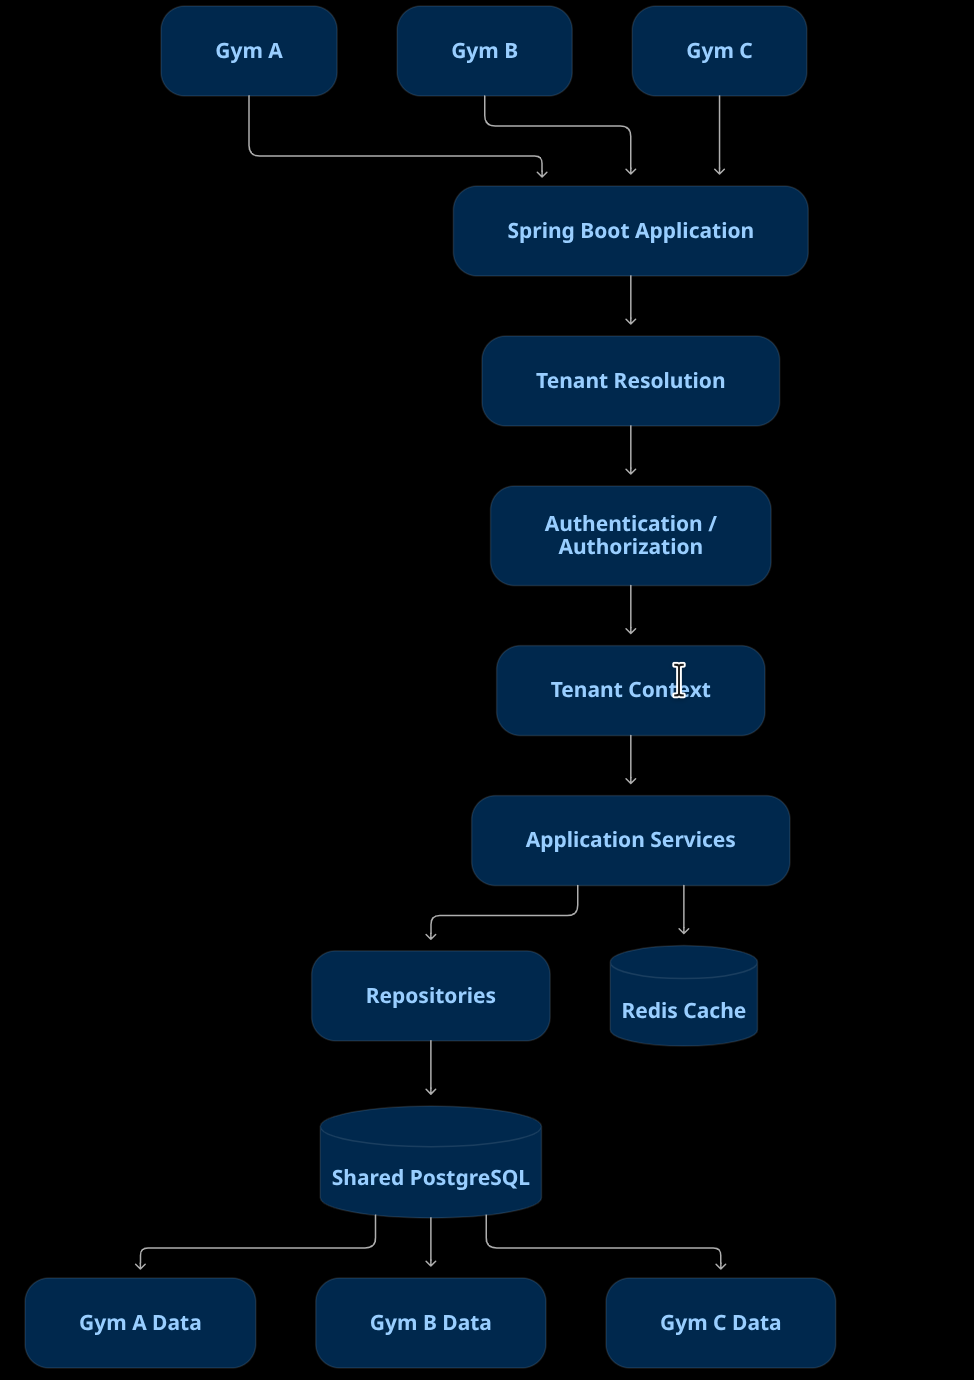 Gym A
Gym B
Gym C
Spring Boot Application
Tenant Resolution
Authentication /
Authorization
Tenant Context
Application Services
Repositories
Redis Cache
Shared PostgreSQL
Gym A Data
Gym B Data
Gym C Data